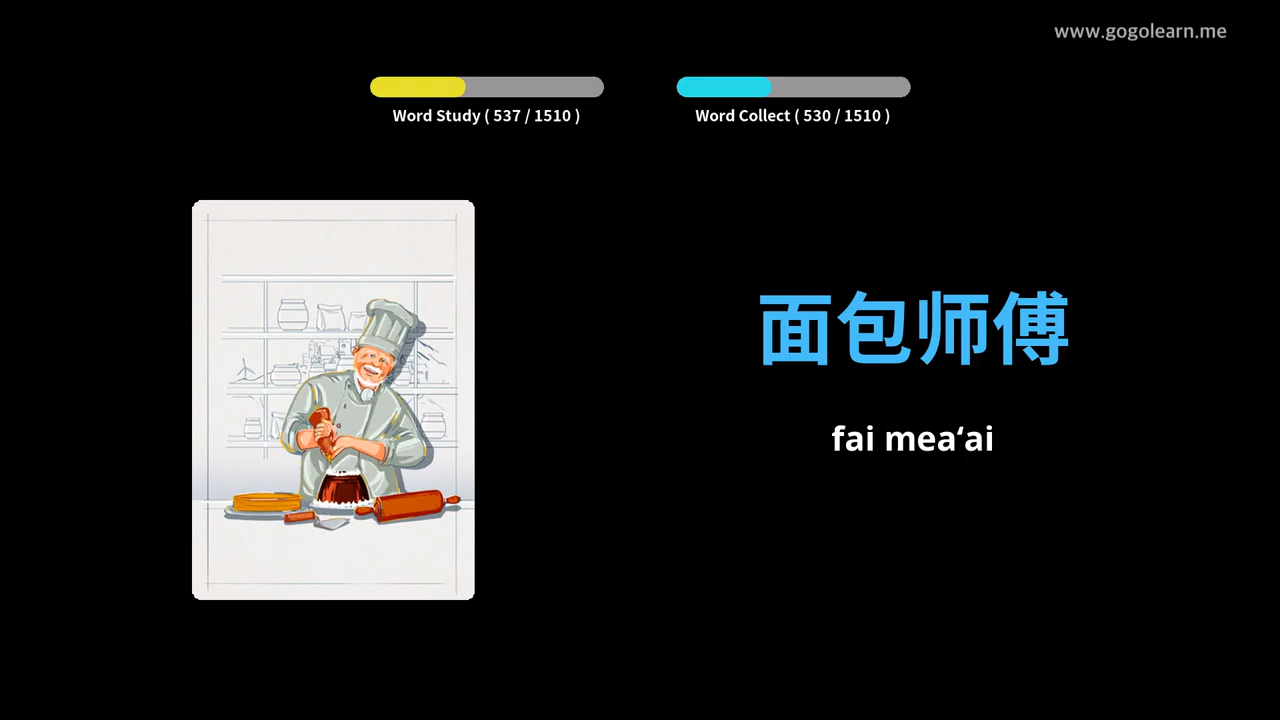 www.gogolearn.me
Word Study ( 537 / 1510 )
Word Collect ( 530 / 1510 )
面包师傅
fai mea‘ai